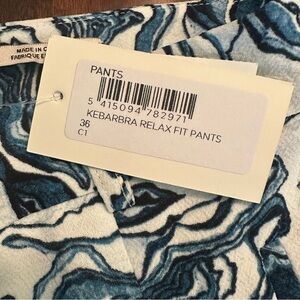 MADE IN C
FABRIQUE E
PANTS
5 415094 782971
KEBARBRA RELAX FIT PANTS
36
C1